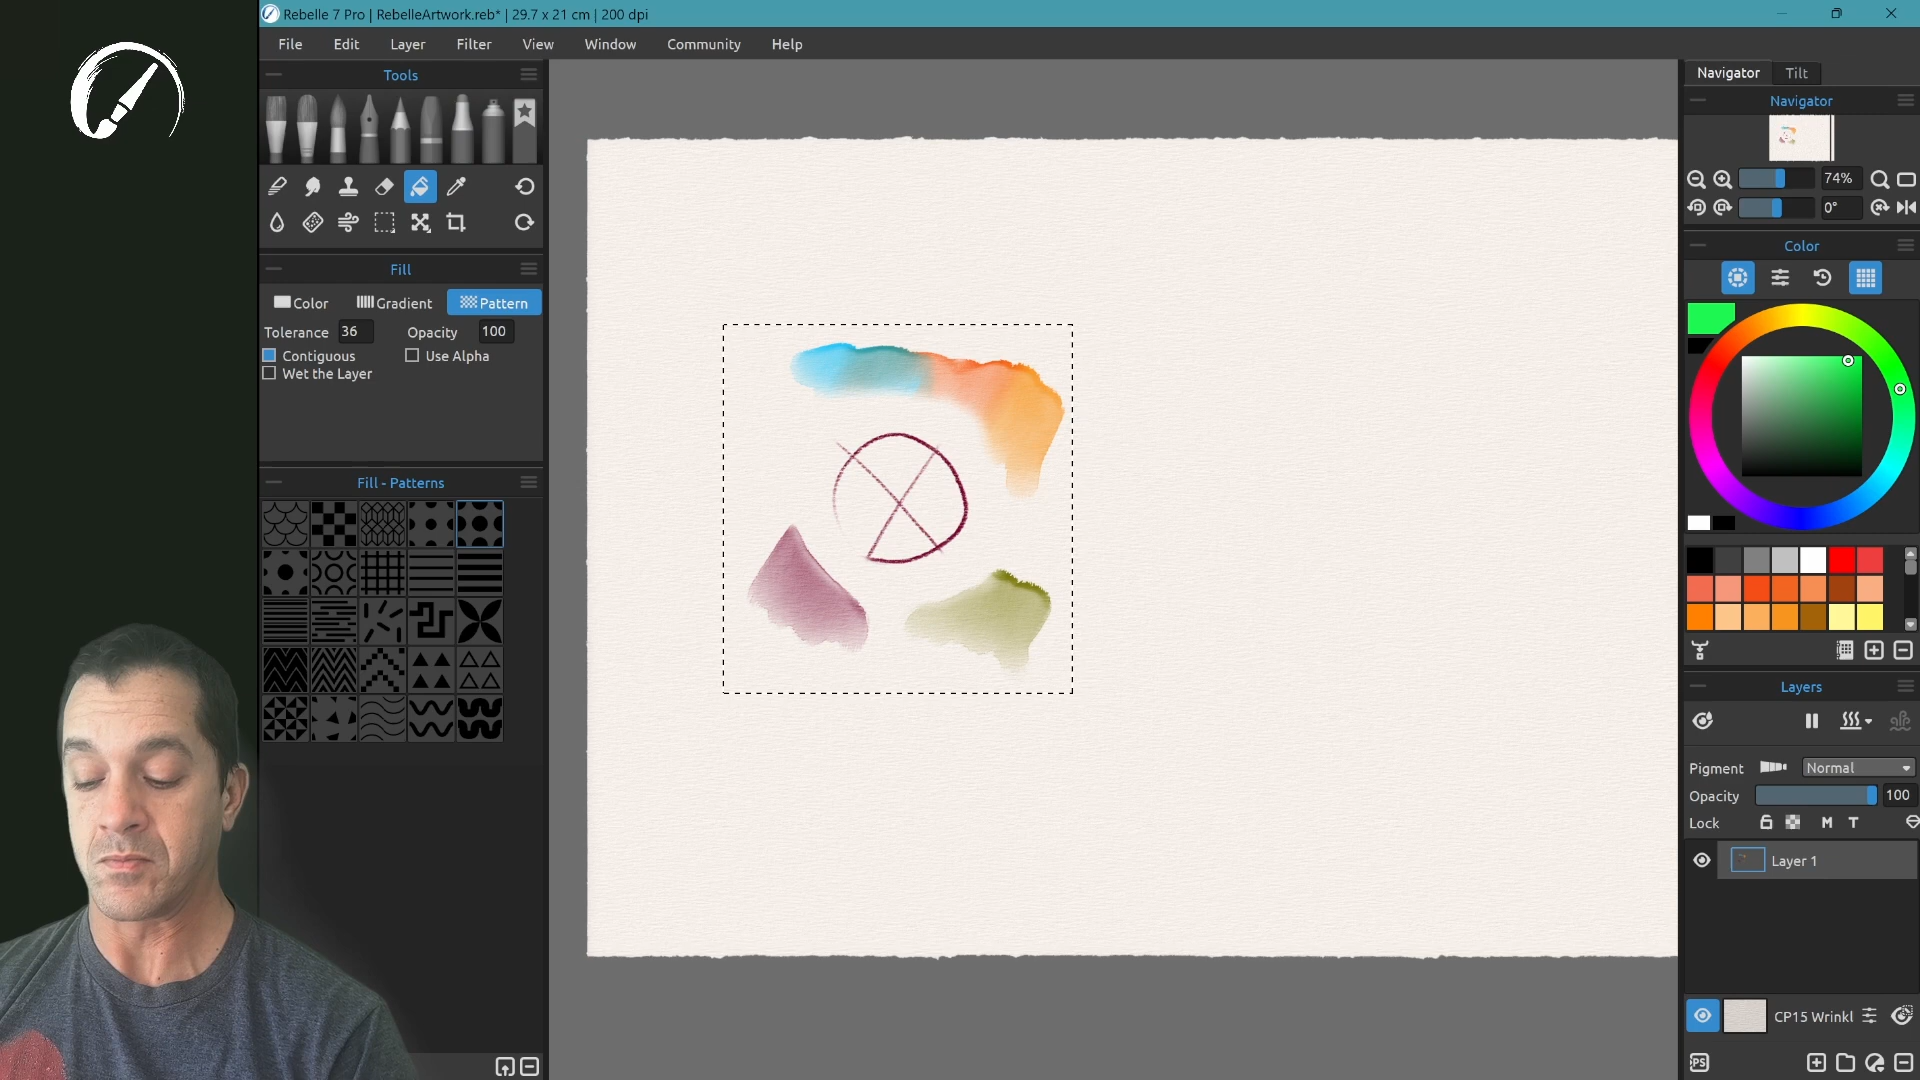 Rebelle 7 Pro | RebelleArtwork.reb* | 29.7 x 21 cm | 200 dpi
File Edit Layer Filter View Window Community Help
Tools
Fill
Color Gradient Pattern
Tolerance 36 Opacity 100
Contiguous Use Alpha
Wet the Layer
Fill - Patterns
Navigator Tilt
Navigator
74%
0°
Color
Layers
Pigment Normal
Opacity 100
Lock M T
Layer 1
CP15 Wrinkl
PS